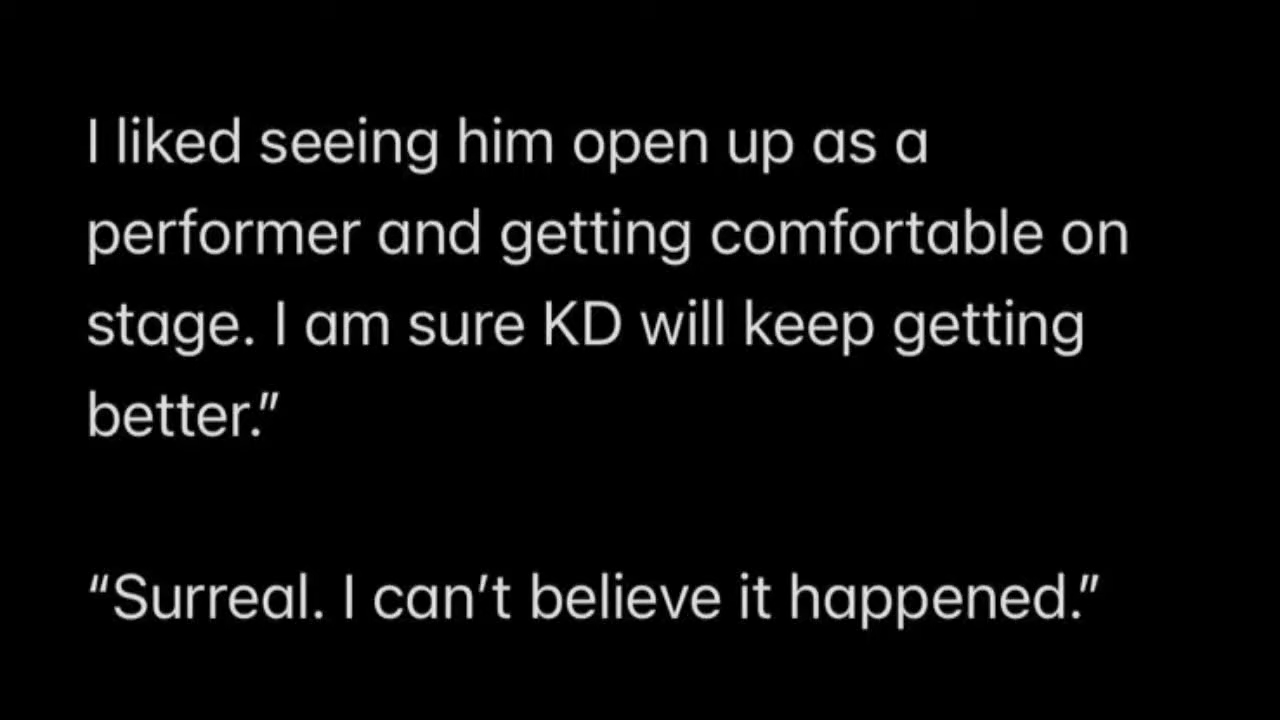 I liked seeing him open up as a
performer and getting comfortable on
stage. I am sure KD will keep getting
better.”
“Surreal. I can’t believe it happened.”